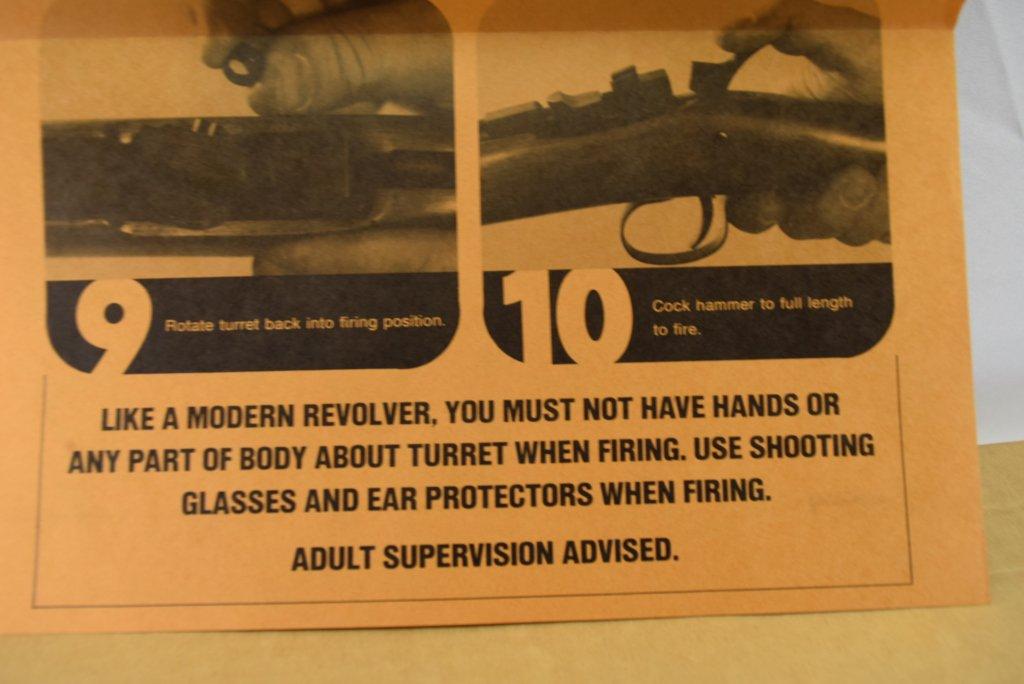 9
Rotate turret back into firing position.
10
Cock hammer to full length
to fire.
LIKE A MODERN REVOLVER, YOU MUST NOT HAVE HANDS OR
ANY PART OF BODY ABOUT TURRET WHEN FIRING. USE SHOOTING
GLASSES AND EAR PROTECTORS WHEN FIRING.
ADULT SUPERVISION ADVISED.